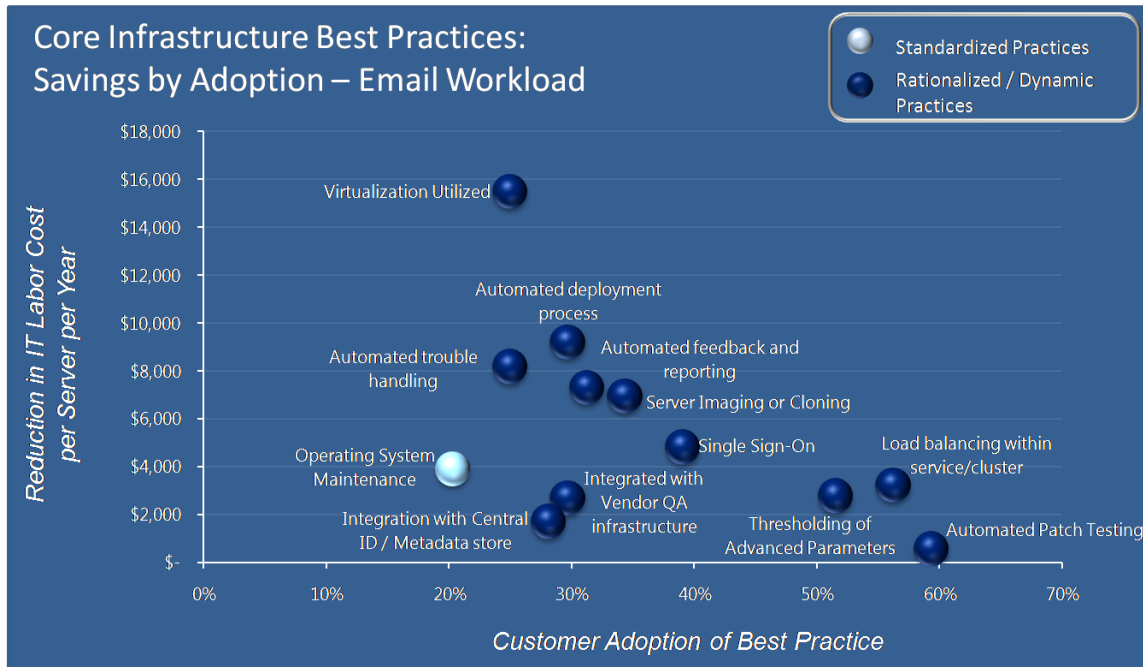 Core Infrastructure Best Practices:
Savings by Adoption – Email Workload
Standardized Practices
Rationalized / Dynamic
Practices
Reduction in IT Labor Cost
per Server per Year
$18,000
$16,000
$14,000
$12,000
$10,000
$8,000
$6,000
$4,000
$2,000
$-
Virtualization Utilized
Automated deployment
process
Automated trouble
handling
Automated feedback and
reporting
Server Imaging or Cloning
Single Sign-On
Load balancing within
service/cluster
Operating System
Maintenance
Integrated with
Vendor QA
infrastructure
Integration with Central
ID / Metadata store
Thresholding of
Advanced Parameters
Automated Patch Testing
0%
10%
20%
30%
40%
50%
60%
70%
Customer Adoption of Best Practice